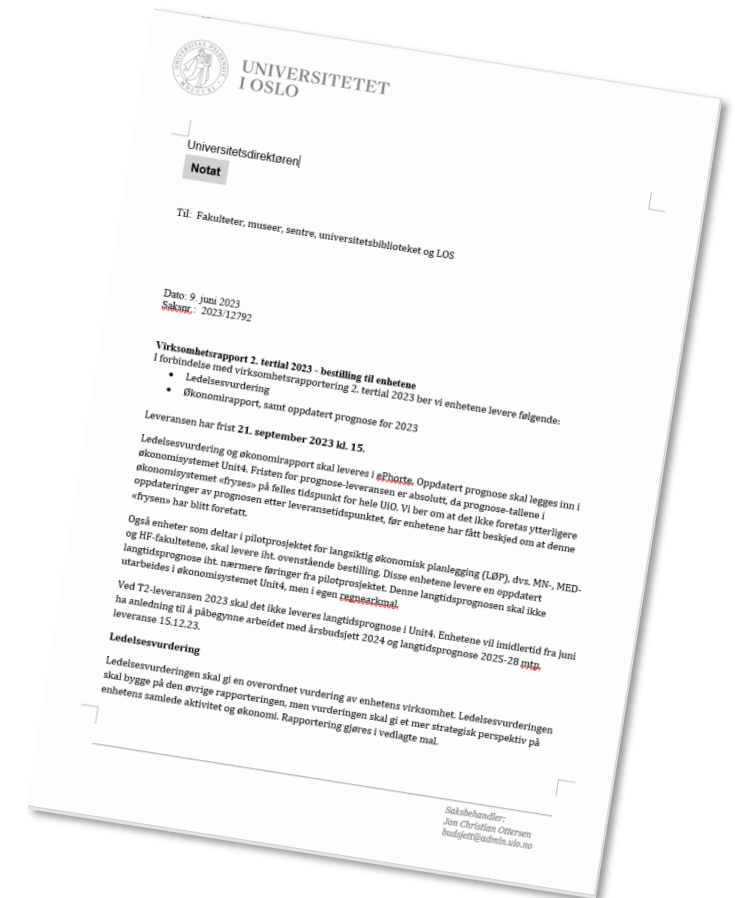 UNIVERSITETET
I OSLO
Universitetsdirektøren
Notat
Til: Fakulteter, museer, sentre, universitetsbiblioteket og LOS
Dato: 9. juni 2023
Saksnr.: 2023/12792
Virksomhetsrapport 2. tertial 2023 - bestilling til enhetene
I forbindelse med virksomhetsrapportering 2. tertial 2023 ber vi enhetene levere følgende:
• Ledelsesvurdering
• Økonomirapport, samt oppdatert prognose for 2023
Leveransen har frist 21. september 2023 kl. 15.
Ledelsesvurdering og økonomirapport skal leveres i ePhorte. Oppdatert prognose skal legges inn i
økonomisystemet Unit4. Fristen for prognose-leveransen er absolutt, da prognose-tallene i
økonomisystemet «fryses» på felles tidspunkt for hele UiO. Vi ber om at det ikke foretas ytterligere
oppdateringer av prognosen etter leveransetidspunktet, før enhetene har fått beskjed om at denne
«frysen» har blitt foretatt.
Også enheter som deltar i pilotprosjektet for langsiktig økonomisk planlegging (LØP), dvs. MN-, MED-
og HF-fakultetene, skal levere iht. ovenstående bestilling. Disse enhetene levere en oppdatert
langtidsprognose iht. nærmere føringer fra pilotprosjektet. Denne langtidsprognosen skal ikke
utarbeides i økonomisystemet Unit4, men i egen regnearkmal.
Ved T2-leveransen 2023 skal det ikke leveres langtidsprognose i Unit4. Enhetene vil imidlertid fra juni
ha anledning til å påbegynne arbeidet med årsbudsjett 2024 og langtidsprognose 2025-28 mtp.
leveranse 15.12.23.
Ledelsesvurdering
Ledelsesvurderingen skal gi en overordnet vurdering av enhetens virksomhet. Ledelsesvurderingen
skal bygge på den øvrige rapporteringen, men vurderingen skal gi et mer strategisk perspektiv på
enhetens samlede aktivitet og økonomi. Rapportering gjøres i vedlagte mal.
Saksbehandler:
Jon Christian Ottersen
budsjett@admin.uio.no